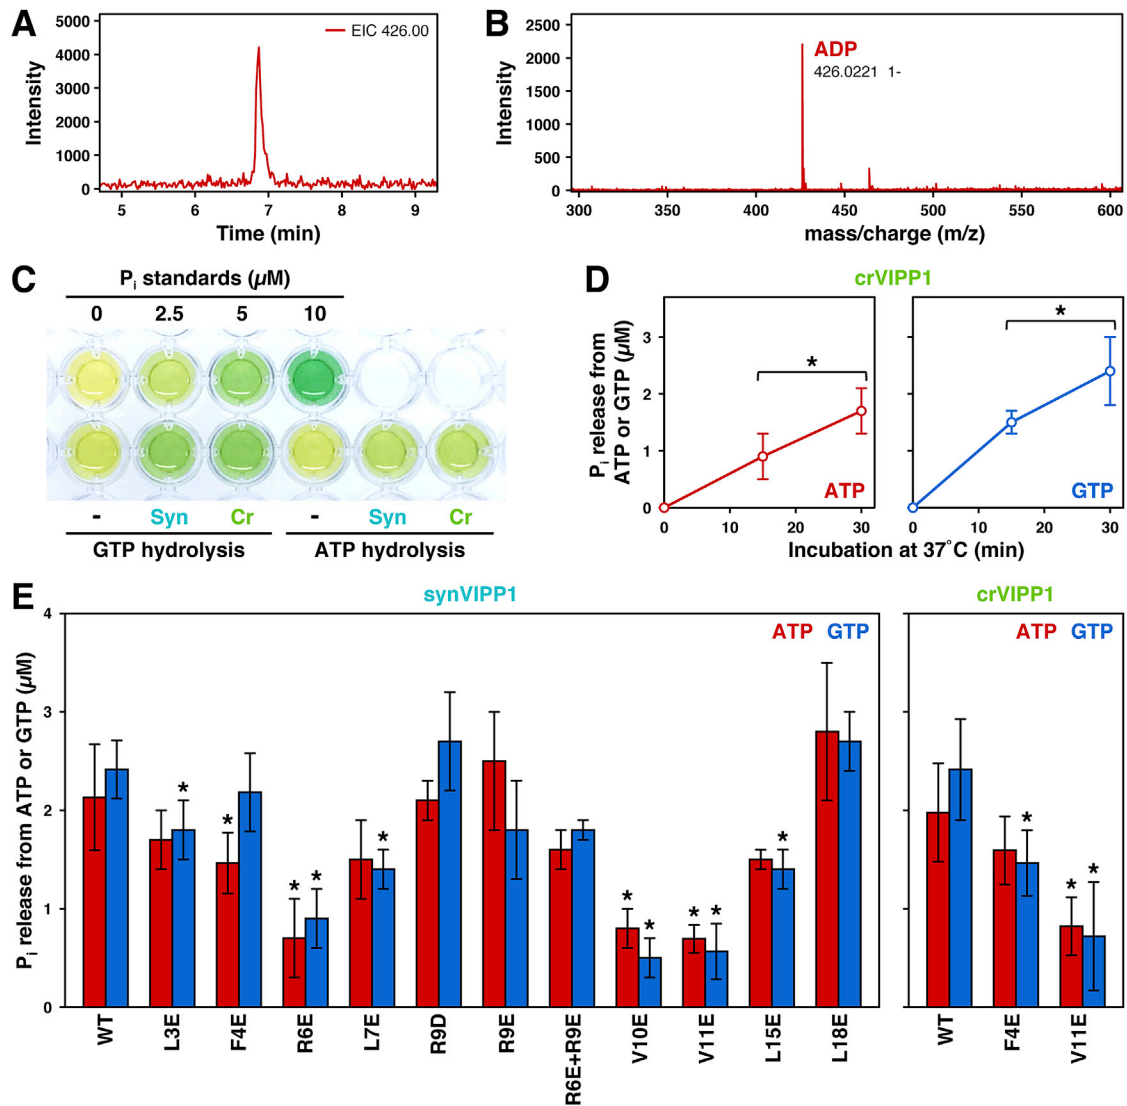 A
5000
4000
3000
2000
1000
0
Intensity
EIC 426.00
5 6 7 8 9
Time (min)
B
2500
2000
1500
1000
500
0
Intensity
ADP
426.0221 1-
300 350 400 450 500 550 600
mass/charge (m/z)
C
Pi standards (µM)
0 2.5 5 10
- Syn Cr - Syn Cr
GTP hydrolysis ATP hydrolysis
D
crVIPP1
Pi release from
ATP or GTP (µM)
3
2
1
0
*
ATP
*
GTP
0 10 20 30 0 10 20 30
Incubation at 37°C (min)
E
synVIPP1 crVIPP1
Pi release from ATP or GTP (µM)
4
3
2
1
0
ATP GTP
ATP GTP
* * * * * * * * * * *
* * *
WT L3E F4E R6E L7E R9D R9E R6E+R9E V10E V11E L15E L18E
WT F4E V11E